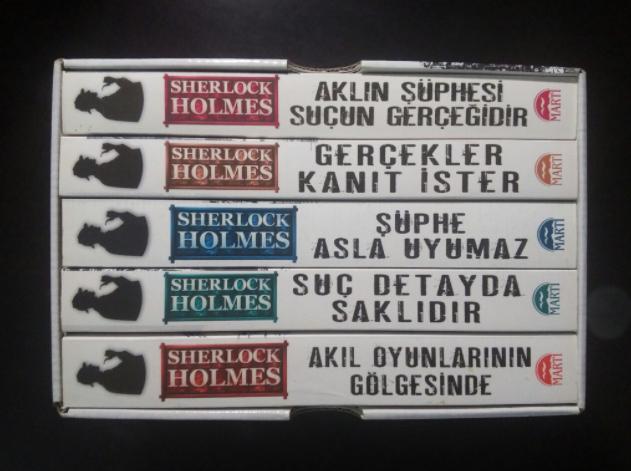 SHERLOCK
HOLMES
AKLIN ŞÜPHESİ
SUÇUN GERÇEĞİDİR
MARTI
SHERLOCK
HOLMES
GERÇEKLER
KANIT İSTER
MARTI
SHERLOCK
HOLMES
ŞÜPHE
ASLA UYUMAZ
MARTI
SHERLOCK
HOLMES
SUÇ DETAYDA
SAKLIDIR
MARTI
SHERLOCK
HOLMES
AKIL OYUNLARININ
GÖLGESİNDE
MARTI